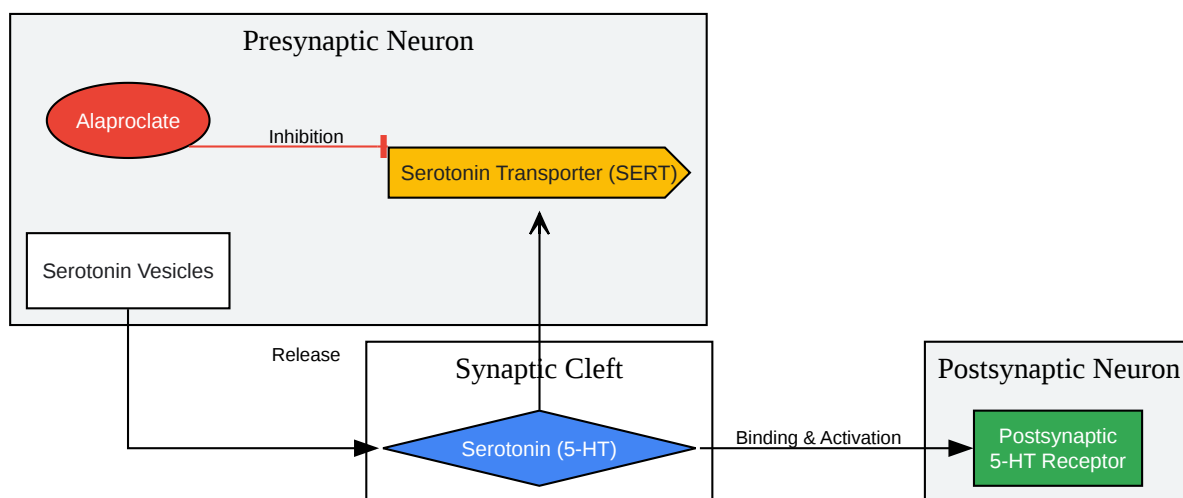 Presynaptic Neuron
Alaproclate
Inhibition
Serotonin Transporter (SERT)
Serotonin Vesicles
Release
Synaptic Cleft
Postsynaptic Neuron
Serotonin (5-HT)
Binding & Activation
Postsynaptic
5-HT Receptor